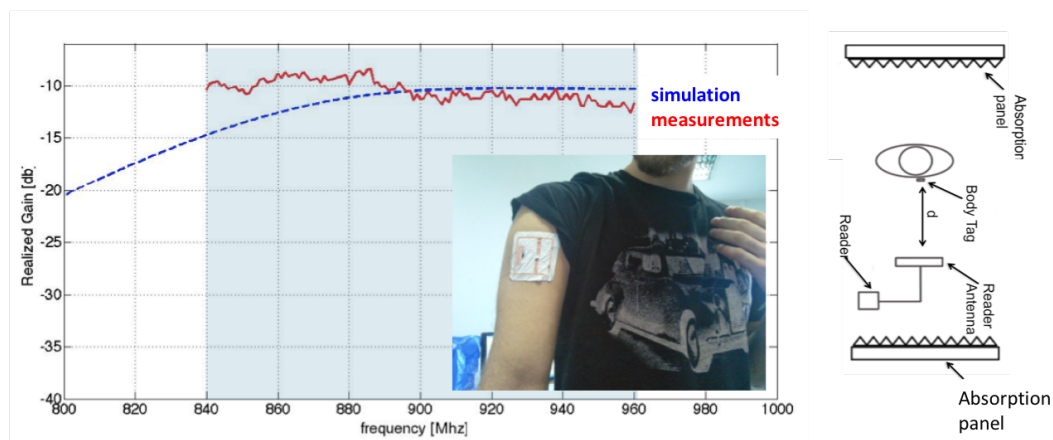 -10
-15
-20
-25
-30
-35
-40
Realized Gain [db]
800
820
840
860
880
900
920
940
960
980
1000
frequency [Mhz]
simulation
measurements
Absorption
panel
Body Tag
d
Reader
Reader
Antenna
Absorption
panel